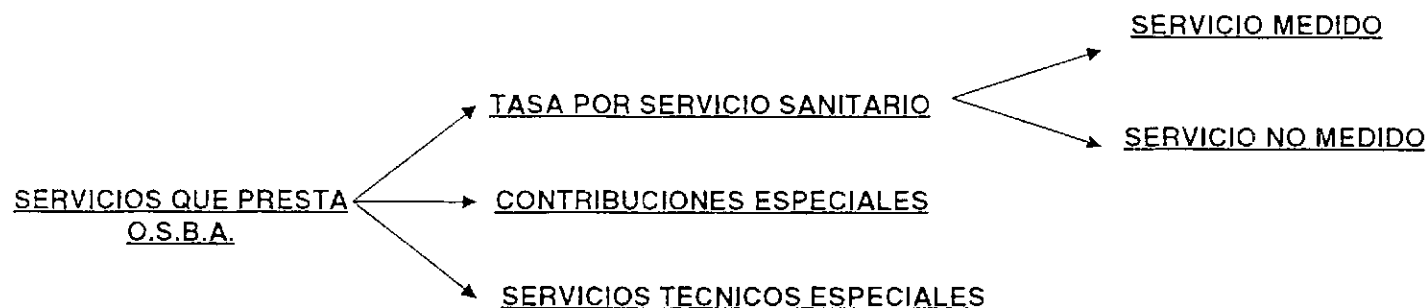 SERVICIO MEDIDO
TASA POR SERVICIO SANITARIO
SERVICIO NO MEDIDO
SERVICIOS QUE PRESTA
O.S.B.A.
CONTRIBUCIONES ESPECIALES
SERVICIOS TECNICOS ESPECIALES